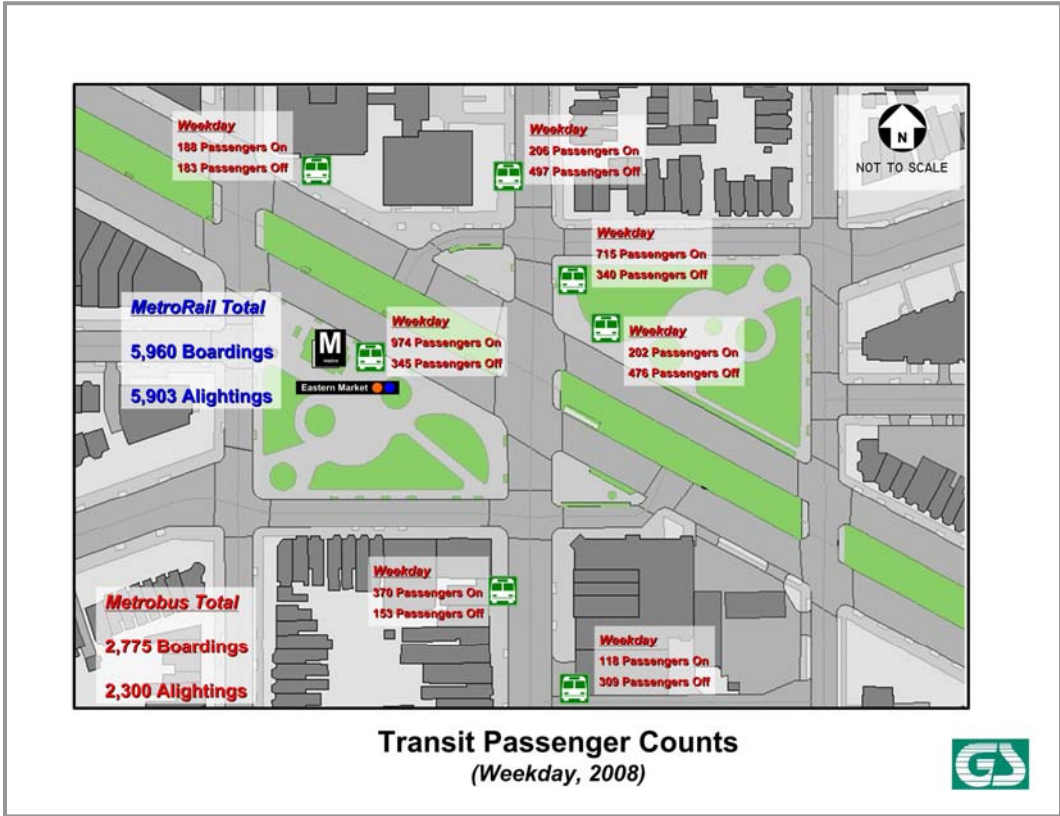 Weekday
188 Passengers On
183 Passengers Off
Weekday
206 Passengers On
497 Passengers Off
N
NOT TO SCALE
Weekday
715 Passengers On
340 Passengers Off
MetroRail Total
5,960 Boardings
5,903 Alightings
M
metro
Eastern Market
Weekday
974 Passengers On
345 Passengers Off
Weekday
202 Passengers On
476 Passengers Off
Weekday
370 Passengers On
153 Passengers Off
Metrobus Total
2,775 Boardings
2,300 Alightings
Weekday
118 Passengers On
309 Passengers Off
Transit Passenger Counts
(Weekday, 2008)
GS